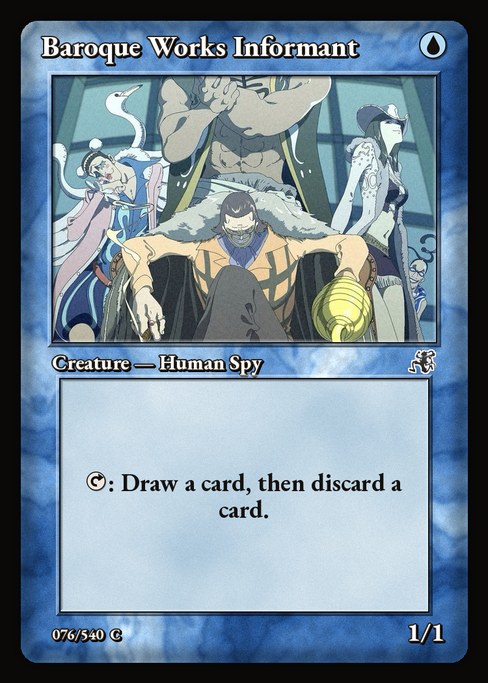 Baroque Works Informant
Creature — Human Spy
: Draw a card, then discard a
card.
076/540 C
1/1